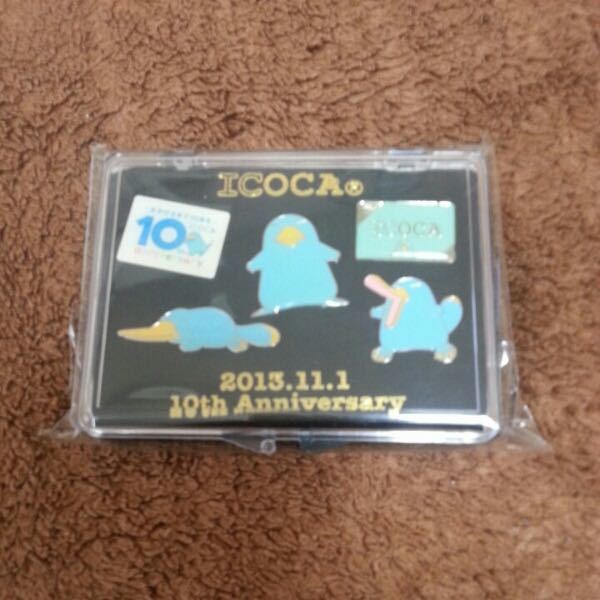 ICOCA®
10
ICOCA
2013.11.1
10th Anniversary